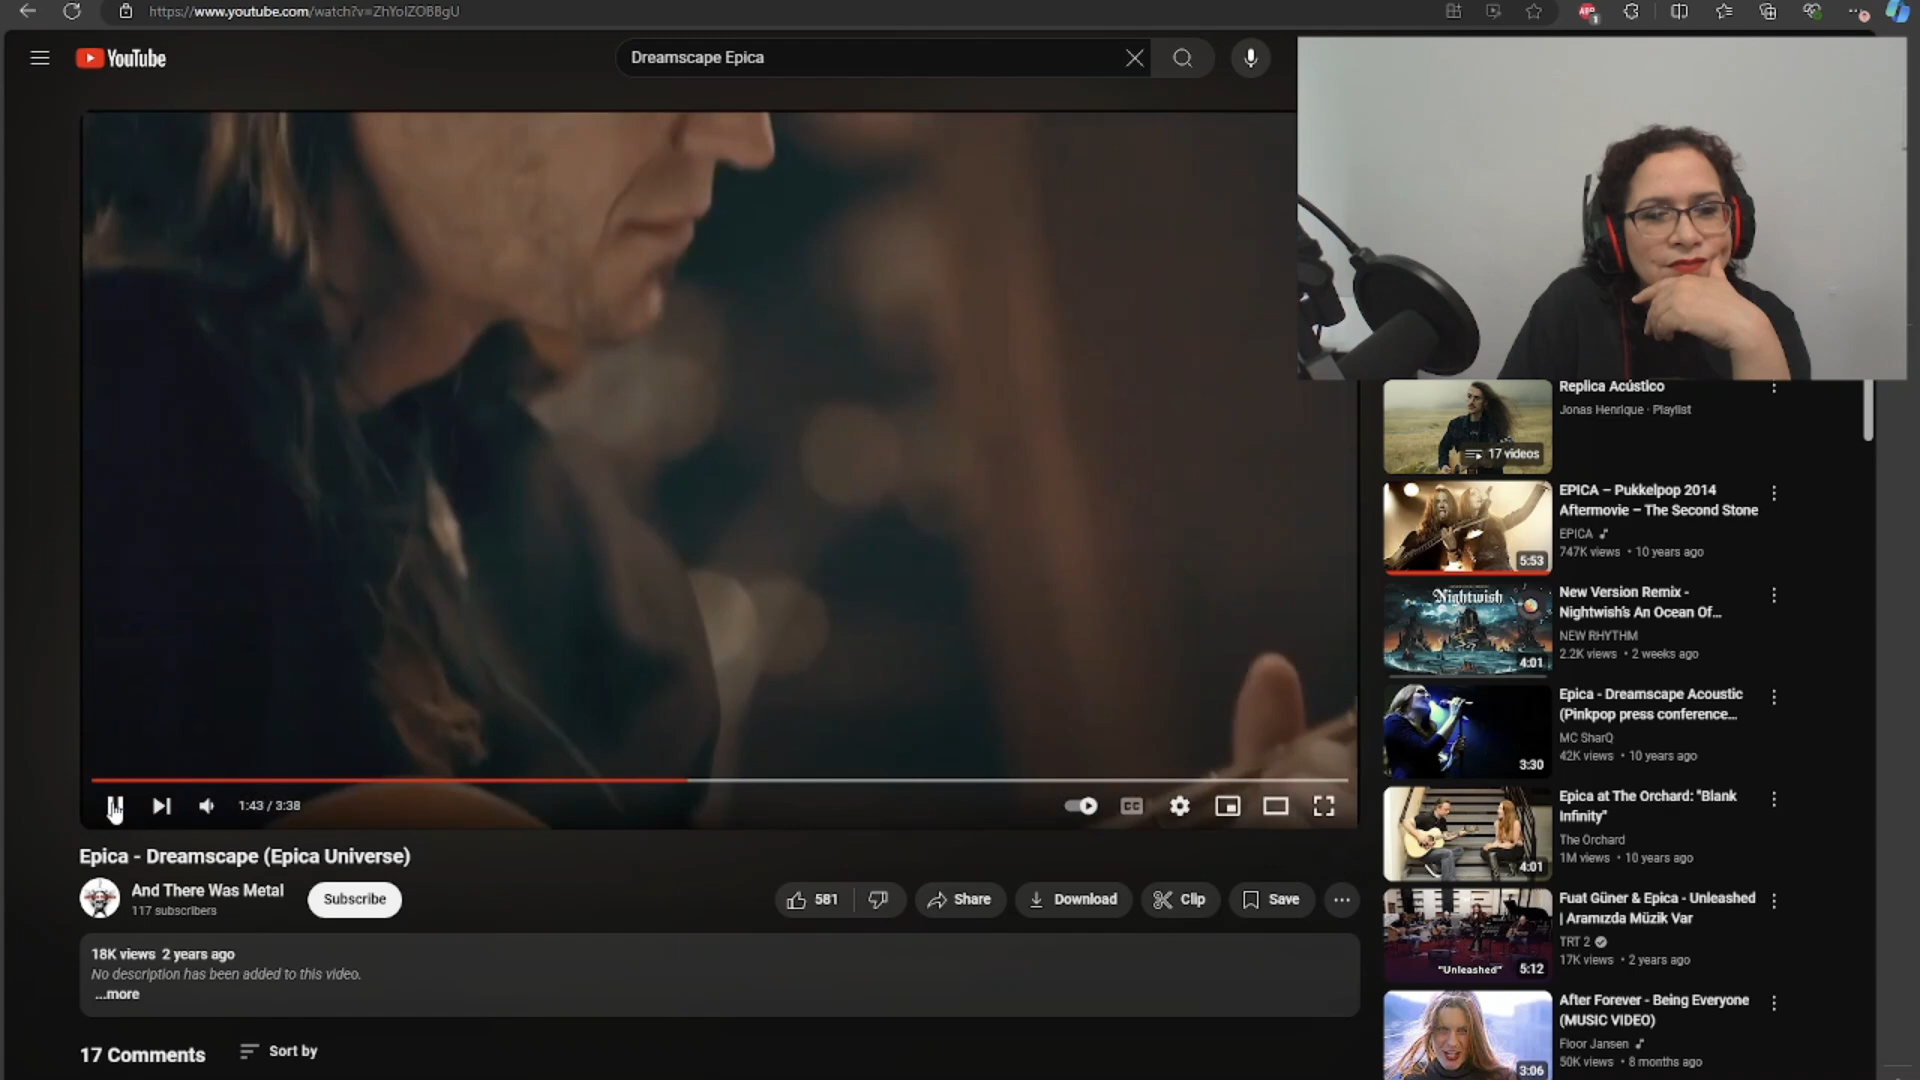 https://www.youtube.com/watch?v=ZhYoIZOBBgU
YouTube
Dreamscape Epica
1:43 / 3:38
CC
Epica - Dreamscape (Epica Universe)
And There Was Metal
117 subscribers
Subscribe
581
Share
Download
Clip
Save
18K views 2 years ago
No description has been added to this video.
...more
17 Comments
Sort by
Replica Acústico
Jonas Henrique · Playlist
17 videos
EPICA – Pukkelpop 2014
Aftermovie – The Second Stone
EPICA
747K views • 10 years ago
5:53
New Version Remix -
Nightwish's An Ocean Of...
NEW RHYTHM
2.2K views • 2 weeks ago
Nightwish
4:01
Epica - Dreamscape Acoustic
(Pinkpop press conference...
MC SharQ
42K views • 10 years ago
3:30
Epica at The Orchard: "Blank
Infinity"
The Orchard
1M views • 10 years ago
4:01
Fuat Güner & Epica - Unleashed
| Aramızda Müzik Var
TRT 2
17K views • 2 years ago
"Unleashed"
5:12
After Forever - Being Everyone
(MUSIC VIDEO)
Floor Jansen
50K views • 8 months ago
3:06